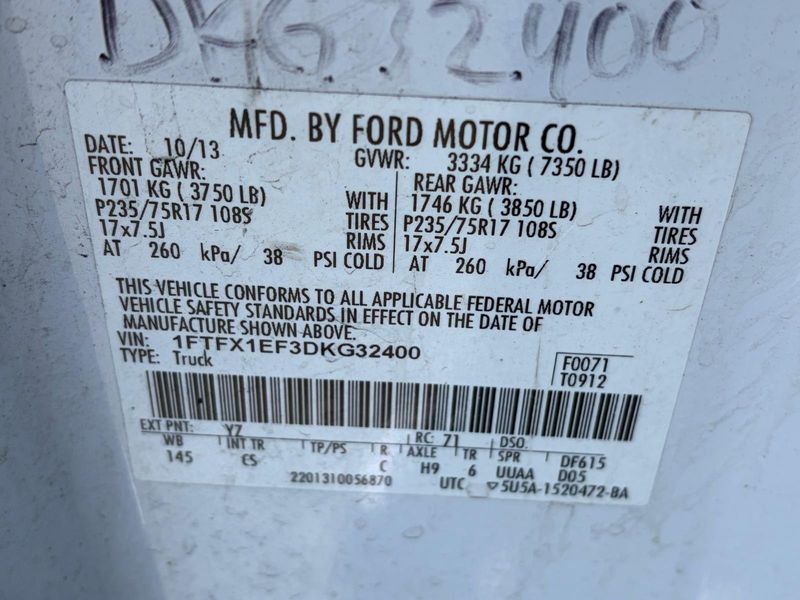 DKG32400
MFD. BY FORD MOTOR CO.
DATE: 10/13 GVWR: 3334 KG ( 7350 LB)
FRONT GAWR: REAR GAWR:
1701 KG ( 3750 LB) WITH 1746 KG ( 3850 LB) WITH
P235/75R17 108S TIRES P235/75R17 108S TIRES
17x7.5J RIMS 17x7.5J RIMS
AT 260 kPa/ 38 PSI COLD AT 260 kPa/ 38 PSI COLD
THIS VEHICLE CONFORMS TO ALL APPLICABLE FEDERAL MOTOR
VEHICLE SAFETY STANDARDS IN EFFECT ON THE DATE OF
MANUFACTURE SHOWN ABOVE.
VIN: 1FTFX1EF3DKG32400
TYPE: Truck F0071
T0912
EXT PNT: YZ RC: 71 DSO:
WB INT TR TP/PS R AXLE TR SPR DF615
145 CS C H9 6 UUAA D05
2201310056870 UTC ▽5U5A-1520472-BA